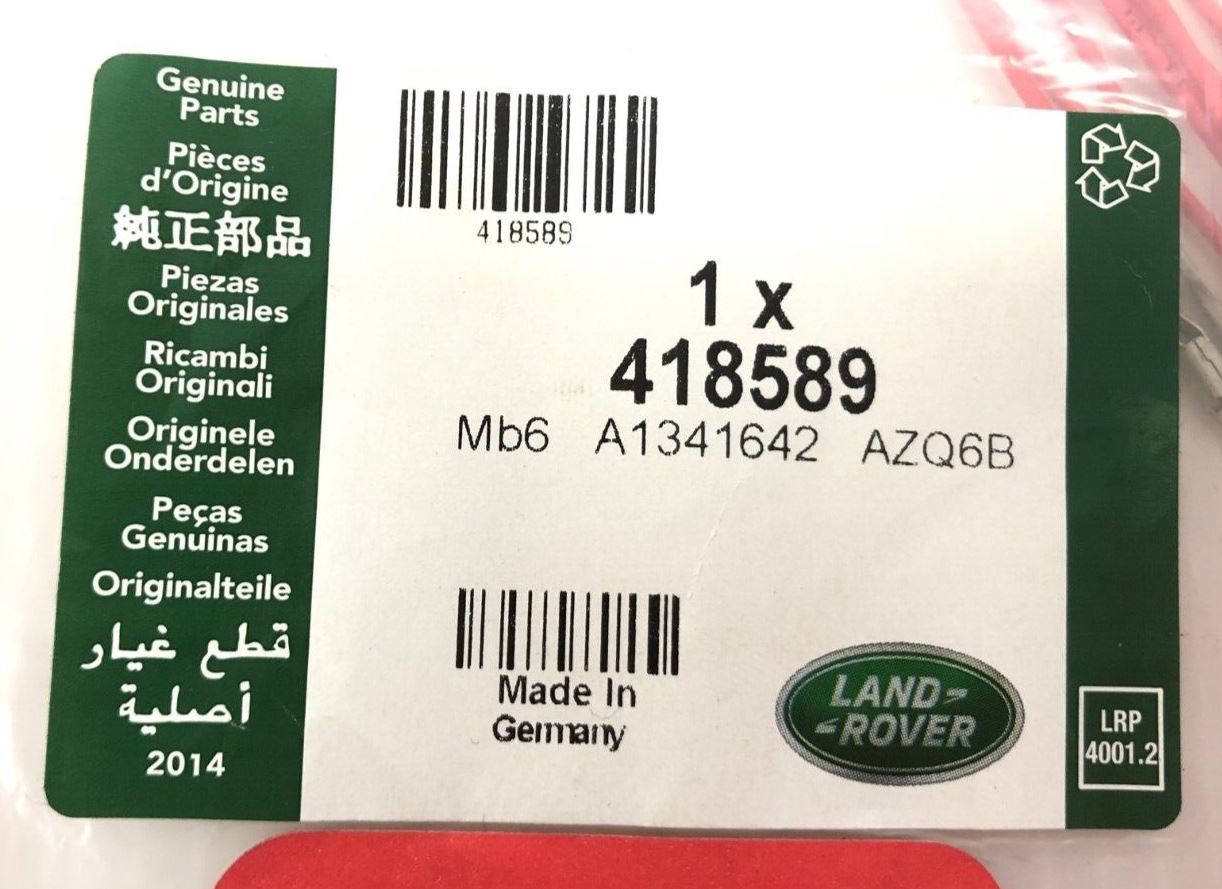 Genuine
Parts
Pièces
d'Origine
純正部品
Piezas
Originales
Ricambi
Originali
Originele
Onderdelen
Peças
Genuinas
Originalteile
قطع غيار
أصلية
2014
418589
1 x
418589
Mb6 A1341642 AZQ6B
Made In
Germany
LAND-
-ROVER
LRP
4001.2